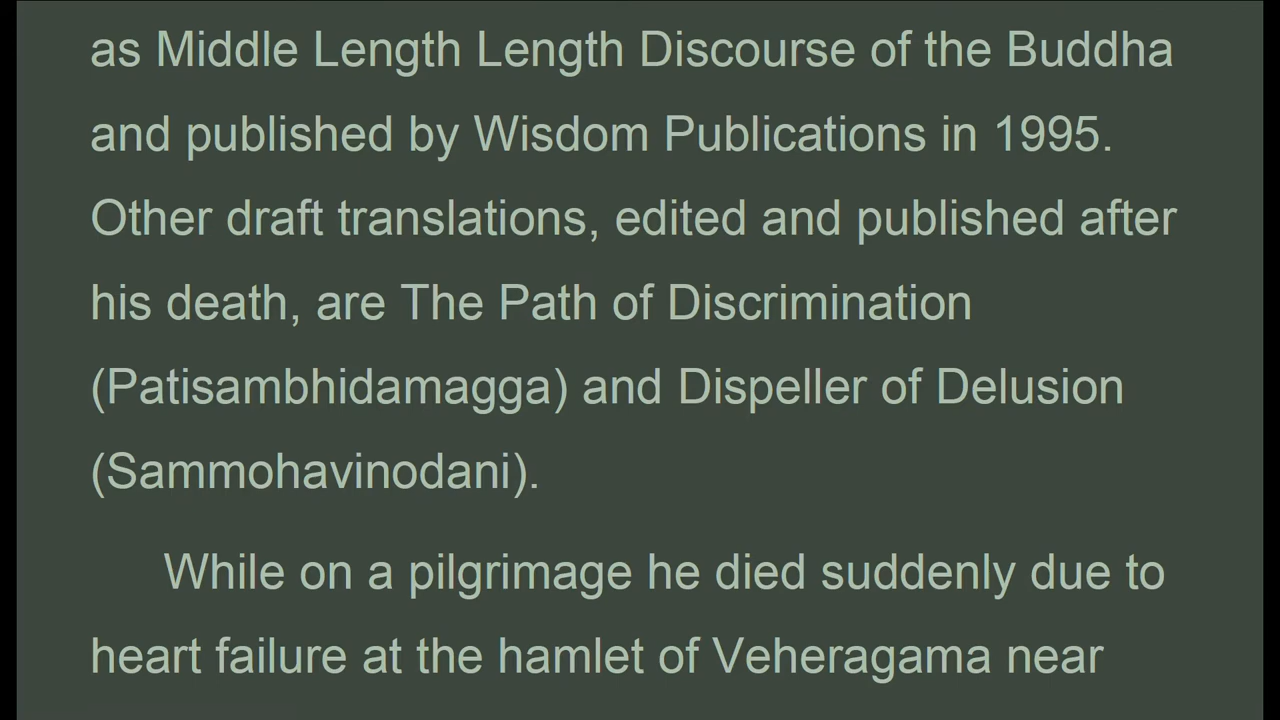 as Middle Length Length Discourse of the Buddha
and published by Wisdom Publications in 1995.
Other draft translations, edited and published after
his death, are The Path of Discrimination
(Patisambhidamagga) and Dispeller of Delusion
(Sammohavinodani).
While on a pilgrimage he died suddenly due to
heart failure at the hamlet of Veheragama near